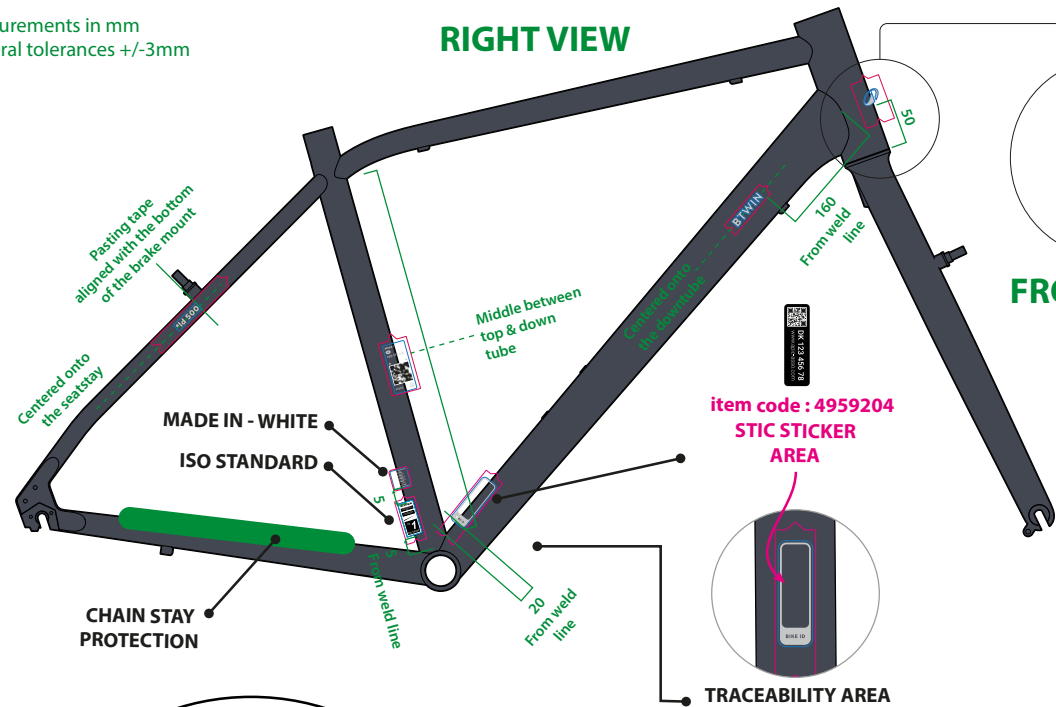 urements in mm
ral tolerances +/-3mm
RIGHT VIEW
50
160
From weld
line
BTWIN
Centered onto
the downtube
Pasting tape
aligned with the bottom
of the brake mount
Centered onto
the seatstay
Middle between
top & down
tube
FRO
DK 123 456 78
item code : 4959204
STIC STICKER
AREA
MADE IN - WHITE
ISO STANDARD
5
5
From weld line
20
From weld
line
CHAIN STAY
PROTECTION
BIKE ID
TRACEABILITY AREA